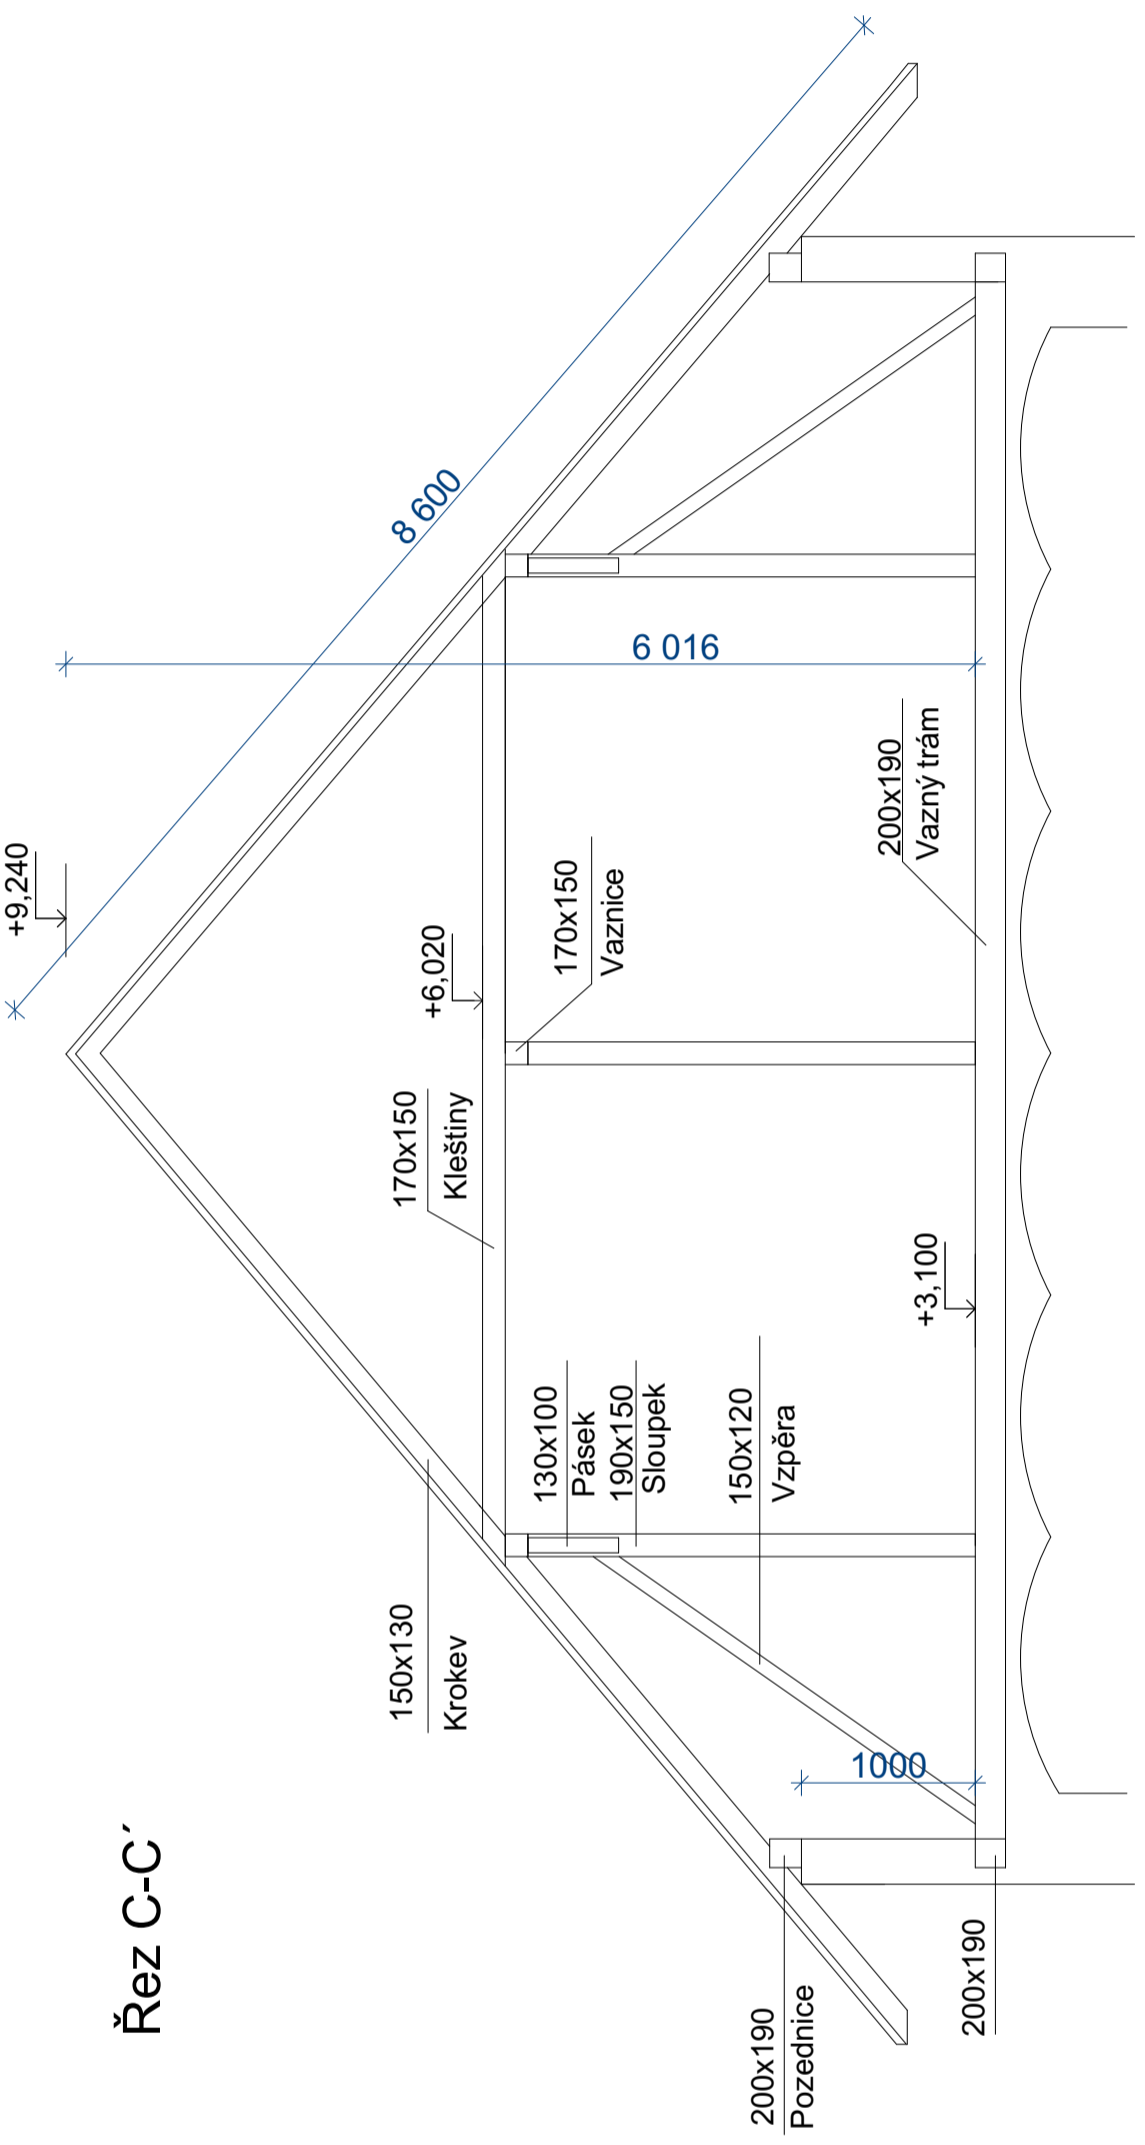 Řez C-C´
+9,240
8 600
6 016
+6,020
170x150
Kleštiny
170x150
Vaznice
200x190
Vazný trám
150x130
Krokev
130x100
Pásek
190x150
Sloupek
150x120
Vzpěra
+3,100
1000
200x190
Pozednice
200x190